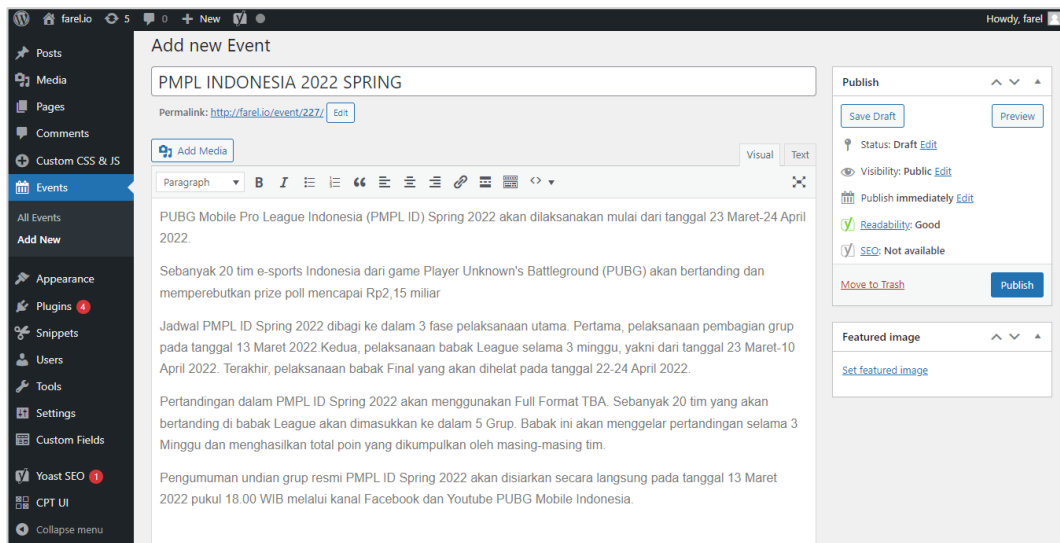 farel.io 5 0 + New Howdy, farel
Posts
Media
Pages
Comments
Custom CSS & JS
Events
All Events
Add New
Appearance
Plugins 4
Snippets
Users
Tools
Settings
Custom Fields
Yoast SEO 1
CPT UI
Collapse menu
Add new Event
PMPL INDONESIA 2022 SPRING
Permalink: http://farel.io/event/227/ Edit
Add Media
Visual Text
Paragraph B I
PUBG Mobile Pro League Indonesia (PMPL ID) Spring 2022 akan dilaksanakan mulai dari tanggal 23 Maret-24 April
2022.
Sebanyak 20 tim e-sports Indonesia dari game Player Unknown's Battleground (PUBG) akan bertanding dan
memperebutkan prize poll mencapai Rp2,15 miliar
Jadwal PMPL ID Spring 2022 dibagi ke dalam 3 fase pelaksanaan utama. Pertama, pelaksanaan pembagian grup
pada tanggal 13 Maret 2022.Kedua, pelaksanaan babak League selama 3 minggu, yakni dari tanggal 23 Maret-10
April 2022. Terakhir, pelaksanaan babak Final yang akan dihelat pada tanggal 22-24 April 2022.
Pertandingan dalam PMPL ID Spring 2022 akan menggunakan Full Format TBA. Sebanyak 20 tim yang akan
bertanding di babak League akan dimasukkan ke dalam 5 Grup. Babak ini akan menggelar pertandingan selama 3
Minggu dan menghasilkan total poin yang dikumpulkan oleh masing-masing tim.
Pengumuman undian grup resmi PMPL ID Spring 2022 akan disiarkan secara langsung pada tanggal 13 Maret
2022 pukul 18.00 WIB melalui kanal Facebook dan Youtube PUBG Mobile Indonesia.
Publish
Save Draft Preview
Status: Draft Edit
Visibility: Public Edit
Publish immediately Edit
Readability: Good
SEO: Not available
Move to Trash Publish
Featured image
Set featured image